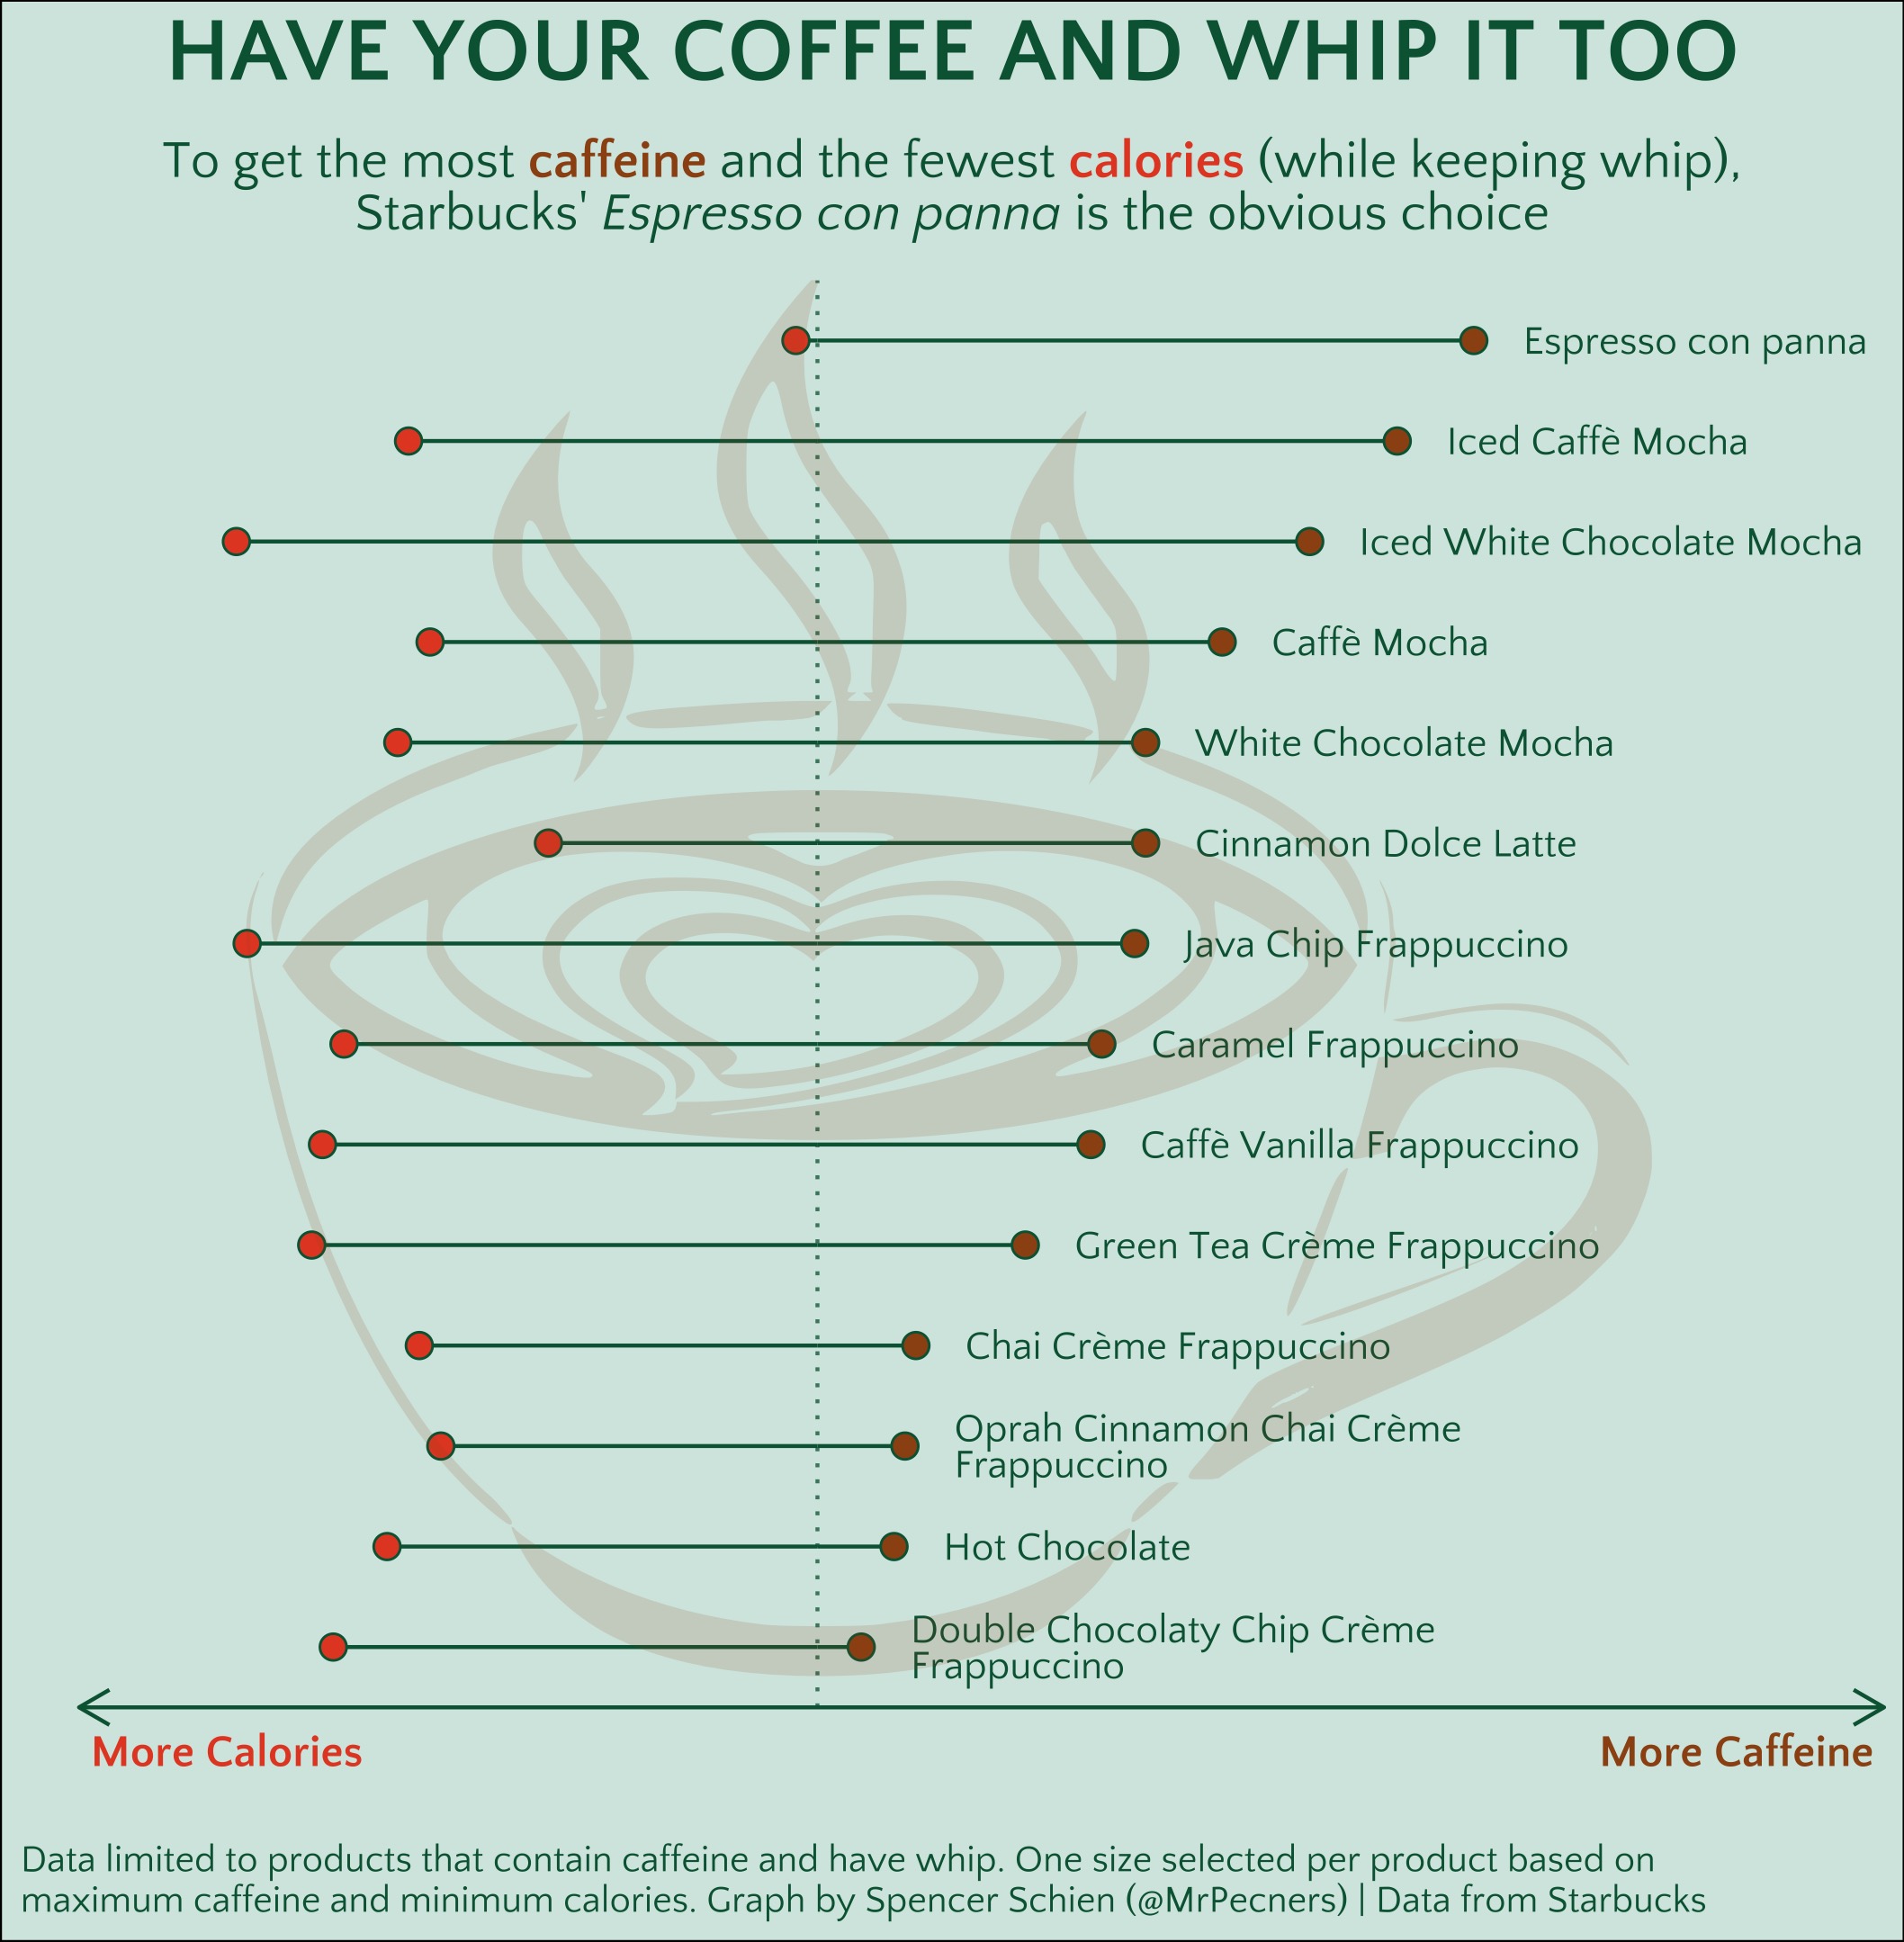 HAVE YOUR COFFEE AND WHIP IT TOO
To get the most caffeine and the fewest calories (while keeping whip),
Starbucks' Espresso con panna is the obvious choice
Espresso con panna
Iced Caffè Mocha
Iced White Chocolate Mocha
Caffè Mocha
White Chocolate Mocha
Cinnamon Dolce Latte
Java Chip Frappuccino
Caramel Frappuccino
Caffè Vanilla Frappuccino
Green Tea Crème Frappuccino
Chai Crème Frappuccino
Oprah Cinnamon Chai Crème
Frappuccino
Hot Chocolate
Double Chocolaty Chip Crème
Frappuccino
More Calories
More Caffeine
Data limited to products that contain caffeine and have whip. One size selected per product based on
maximum caffeine and minimum calories. Graph by Spencer Schien (@MrPecners) | Data from Starbucks